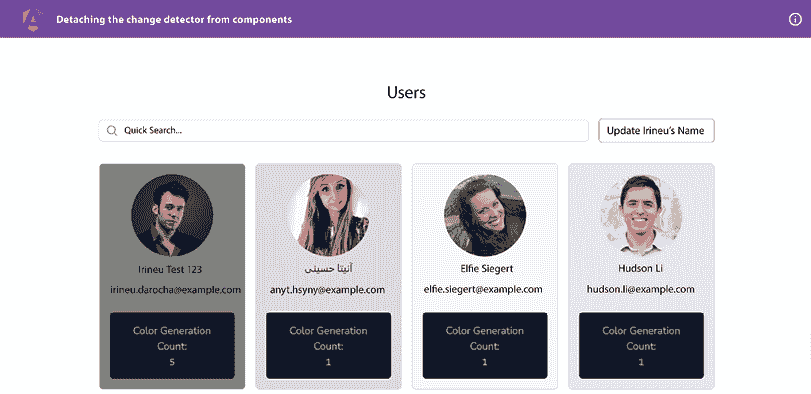 Detaching the change detector from components
Users
Quick Search...
Update Irineu's Name
Irineu Test 123
irineu.darocha@example.com
Color Generation
Count:
5
آنیتا حسینی
anyt.hsyny@example.com
Color Generation
Count:
1
Elfie Siegert
elfie.siegert@example.com
Color Generation
Count:
1
Hudson Li
hudson.li@example.com
Color Generation
Count:
1